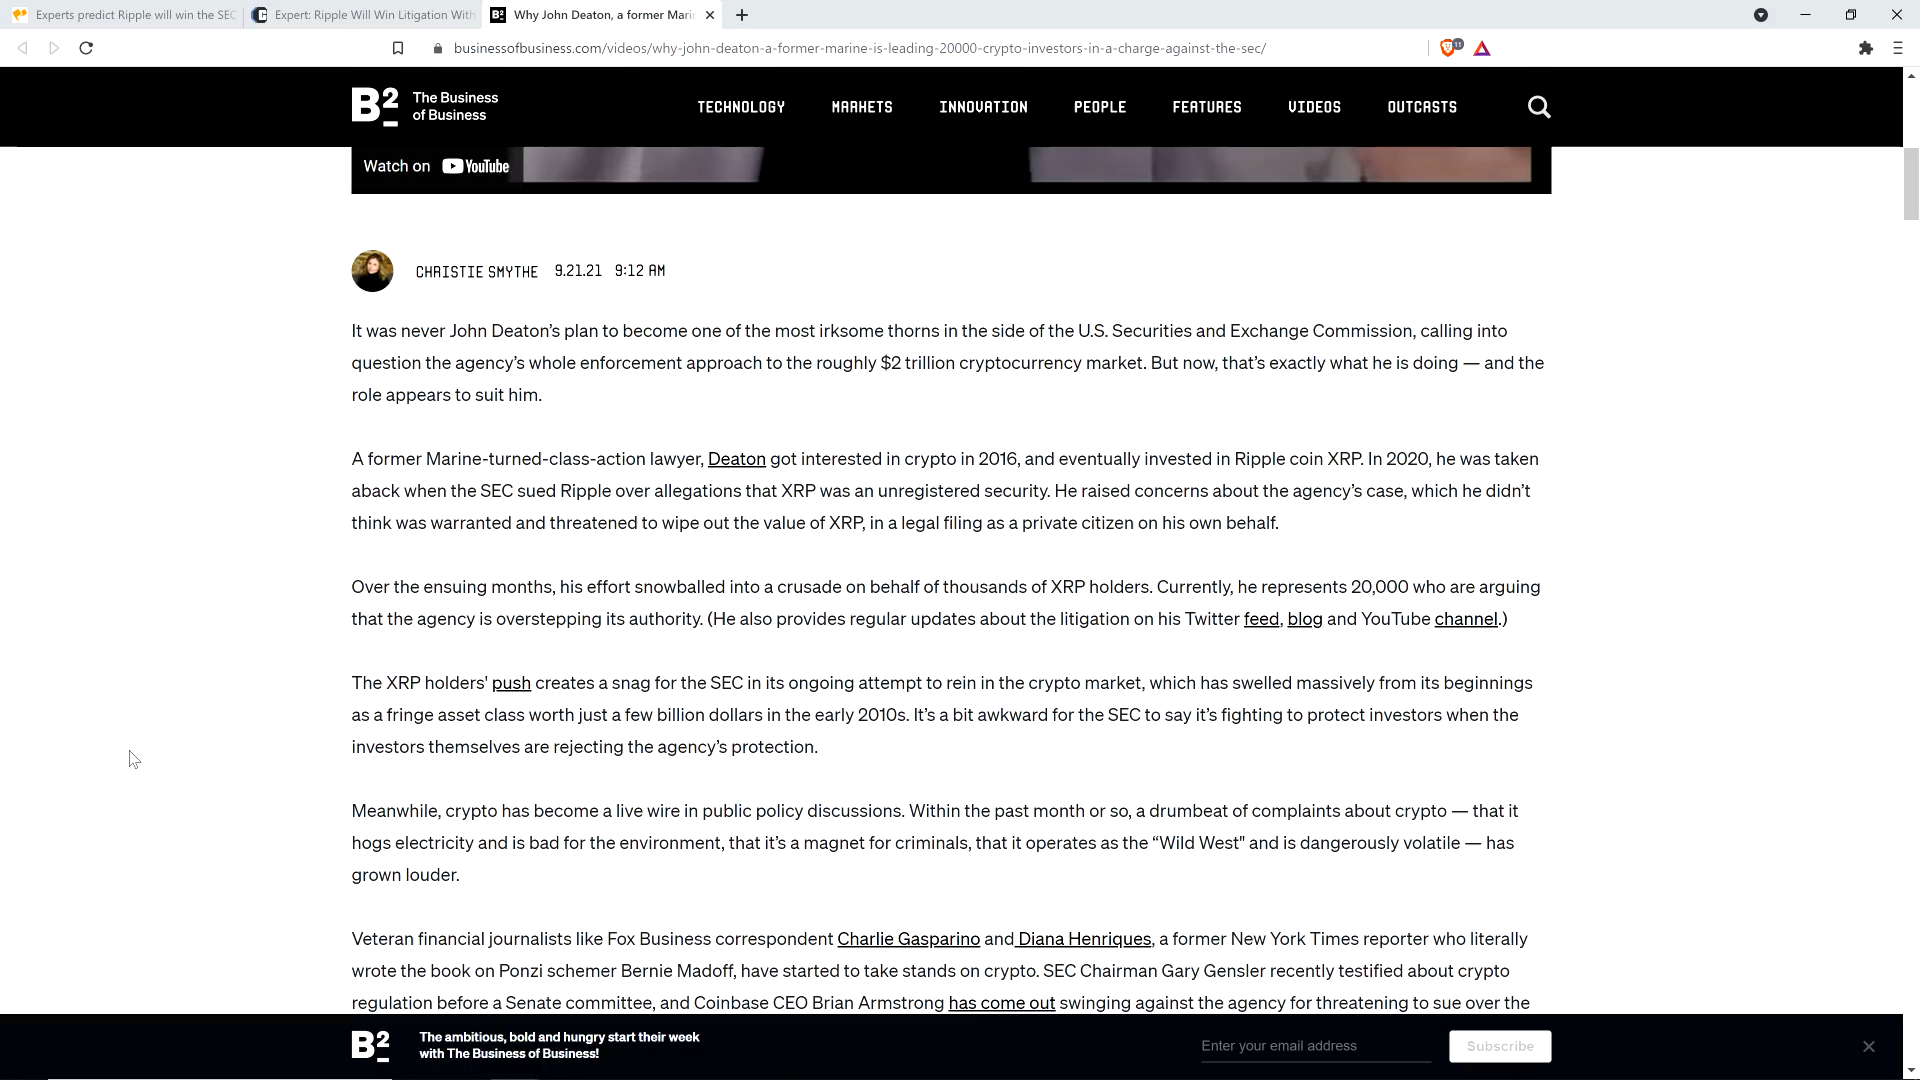 Experts predict Ripple will win the SEC
Expert: Ripple Will Win Litigation With
B2 Why John Deaton, a former Mari
businessofbusiness.com/videos/why-john-deaton-a-former-marine-is-leading-20000-crypto-investors-in-a-charge-against-the-sec/
11
B2 The Business
of Business
TECHNOLOGY MARKETS INNOVATION PEOPLE FEATURES VIDEOS OUTCASTS
Watch on YouTube
CHRISTIE SMYTHE 9.21.21 9:12 AM
It was never John Deaton’s plan to become one of the most irksome thorns in the side of the U.S. Securities and Exchange Commission, calling into
question the agency’s whole enforcement approach to the roughly $2 trillion cryptocurrency market. But now, that’s exactly what he is doing — and the
role appears to suit him.
A former Marine-turned-class-action lawyer, Deaton got interested in crypto in 2016, and eventually invested in Ripple coin XRP. In 2020, he was taken
aback when the SEC sued Ripple over allegations that XRP was an unregistered security. He raised concerns about the agency’s case, which he didn’t
think was warranted and threatened to wipe out the value of XRP, in a legal filing as a private citizen on his own behalf.
Over the ensuing months, his effort snowballed into a crusade on behalf of thousands of XRP holders. Currently, he represents 20,000 who are arguing
that the agency is overstepping its authority. (He also provides regular updates about the litigation on his Twitter feed, blog and YouTube channel.)
The XRP holders' push creates a snag for the SEC in its ongoing attempt to rein in the crypto market, which has swelled massively from its beginnings
as a fringe asset class worth just a few billion dollars in the early 2010s. It’s a bit awkward for the SEC to say it’s fighting to protect investors when the
investors themselves are rejecting the agency’s protection.
Meanwhile, crypto has become a live wire in public policy discussions. Within the past month or so, a drumbeat of complaints about crypto — that it
hogs electricity and is bad for the environment, that it’s a magnet for criminals, that it operates as the “Wild West" and is dangerously volatile — has
grown louder.
Veteran financial journalists like Fox Business correspondent Charlie Gasparino and Diana Henriques, a former New York Times reporter who literally
wrote the book on Ponzi schemer Bernie Madoff, have started to take stands on crypto. SEC Chairman Gary Gensler recently testified about crypto
regulation before a Senate committee, and Coinbase CEO Brian Armstrong has come out swinging against the agency for threatening to sue over the
B2 The ambitious, bold and hungry start their week
with The Business of Business!
Enter your email address Subscribe